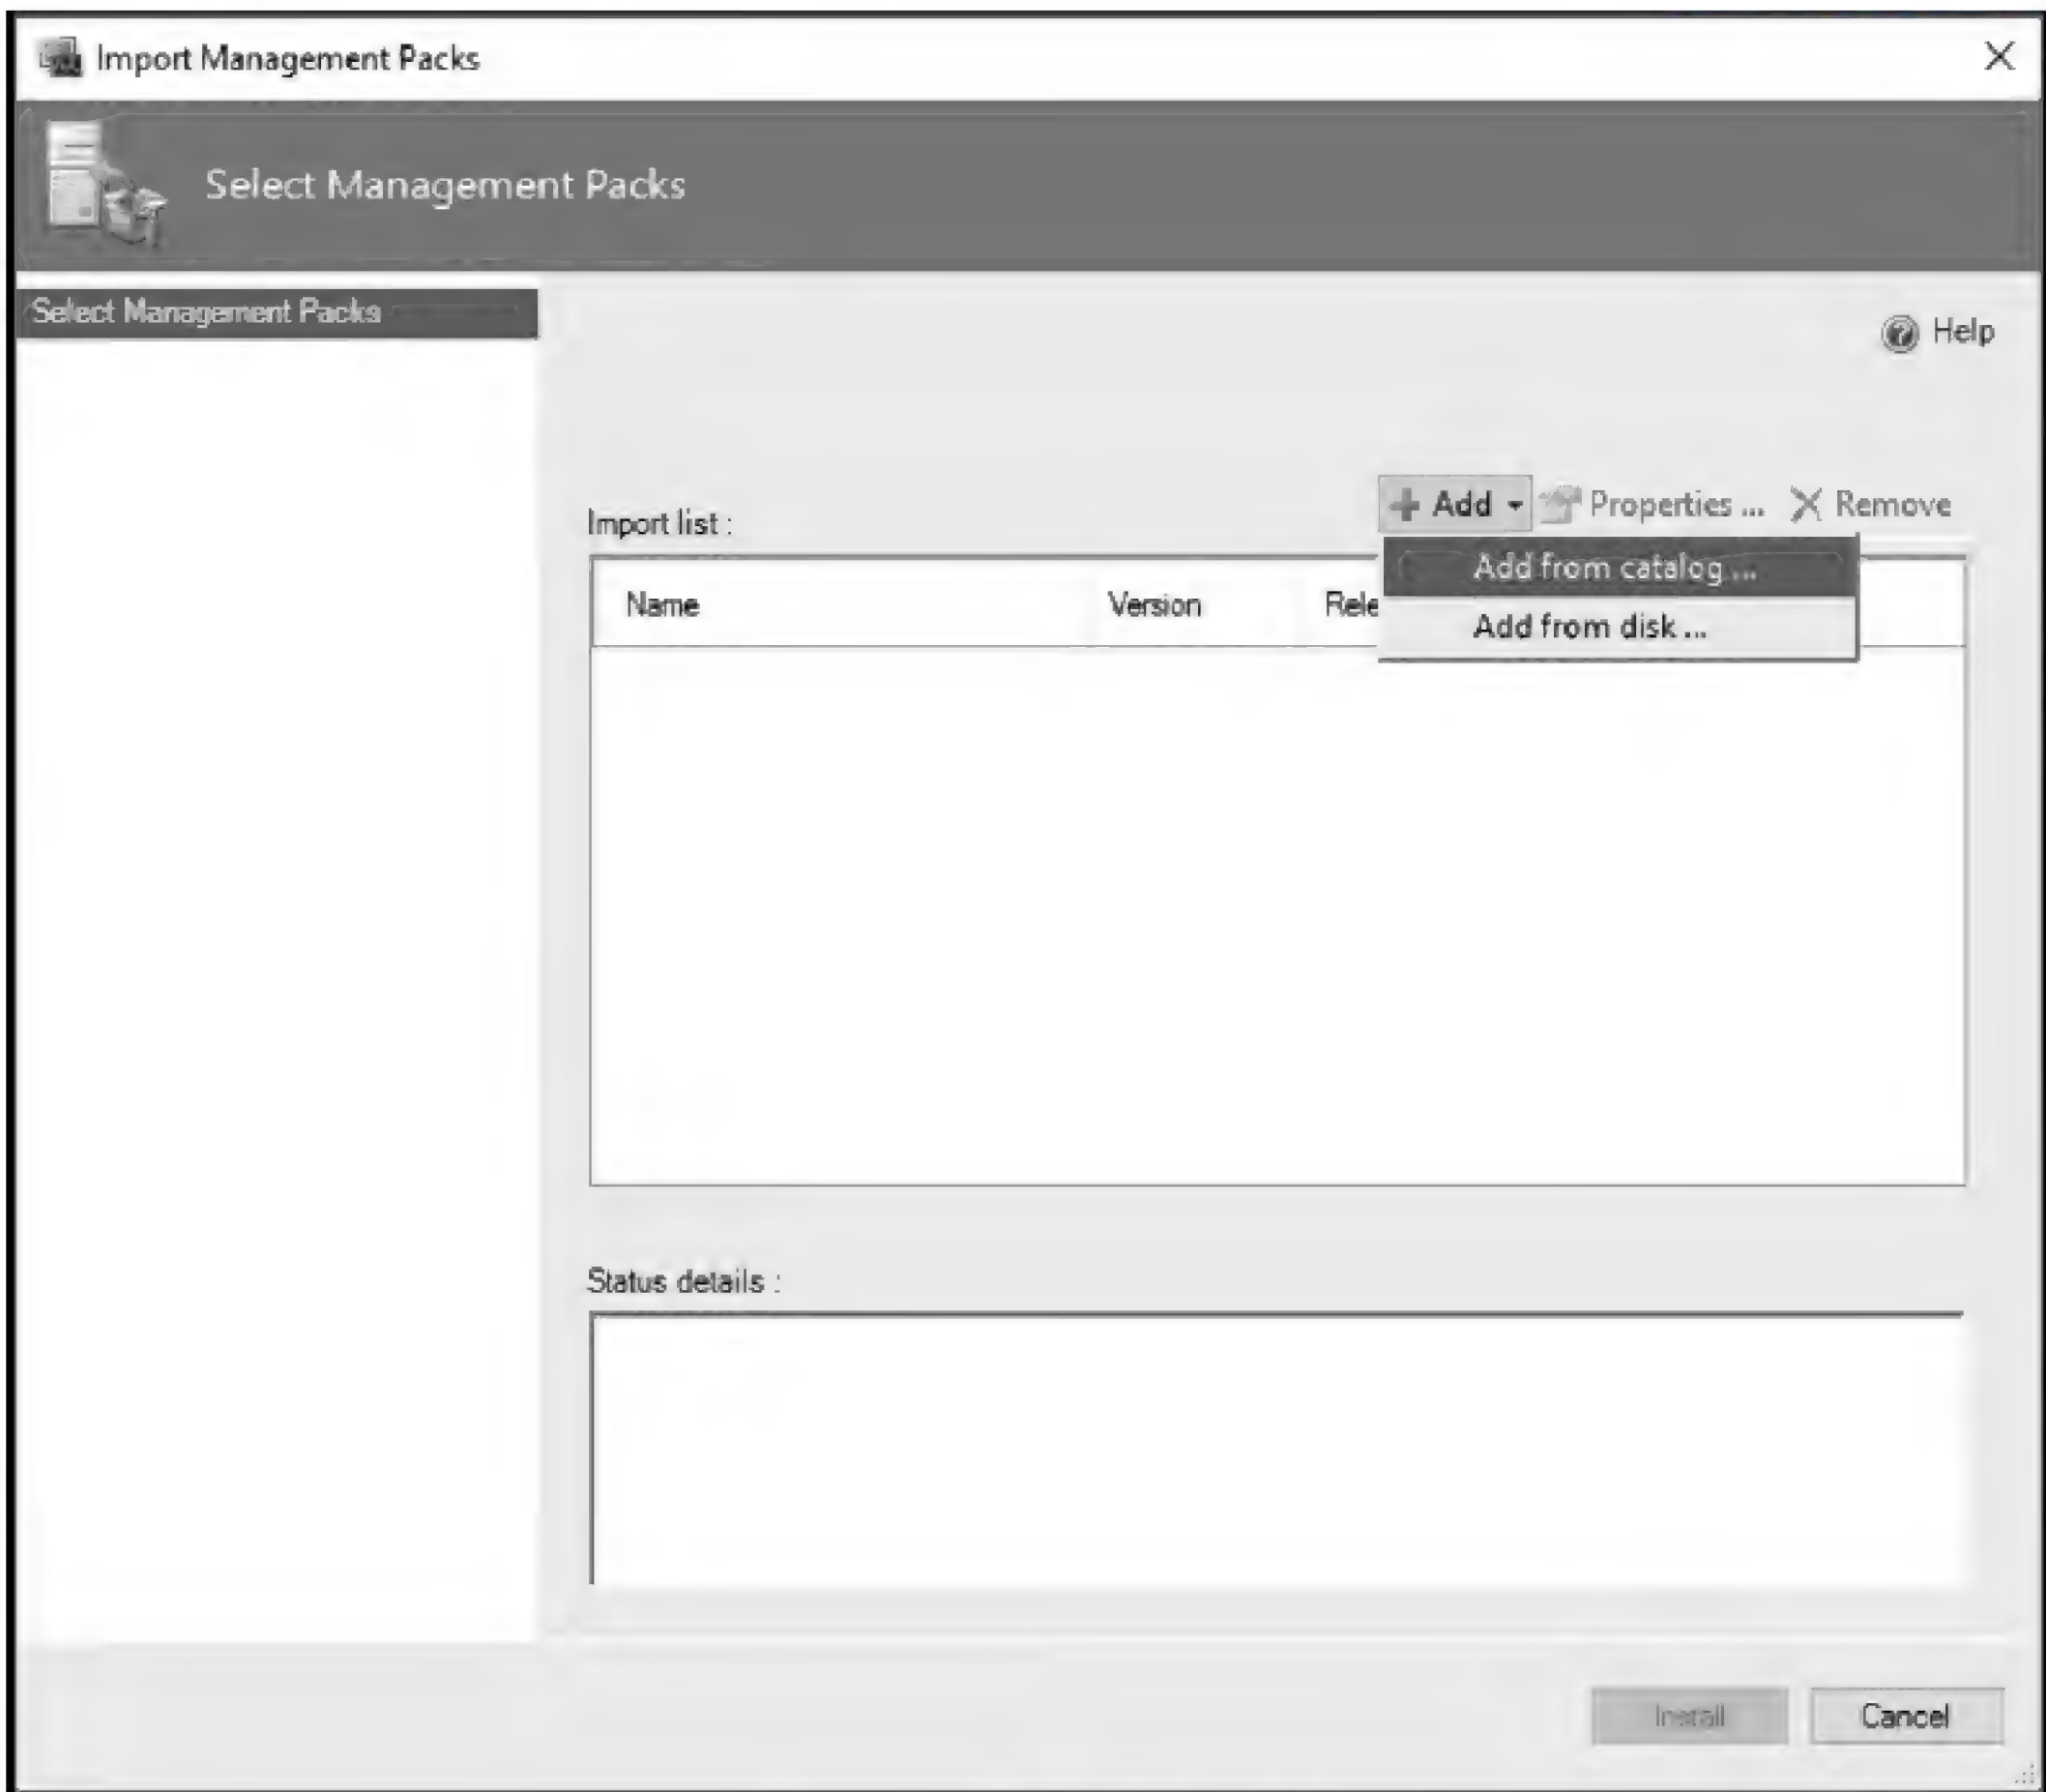 Import Management Packs
Select Management Packs
Select Management Packs
Help
Add
Properties ...
Remove
Import list :
Add from catalog ...
Add from disk ...
Name
Version
Rele
Status details :
Install
Cancel